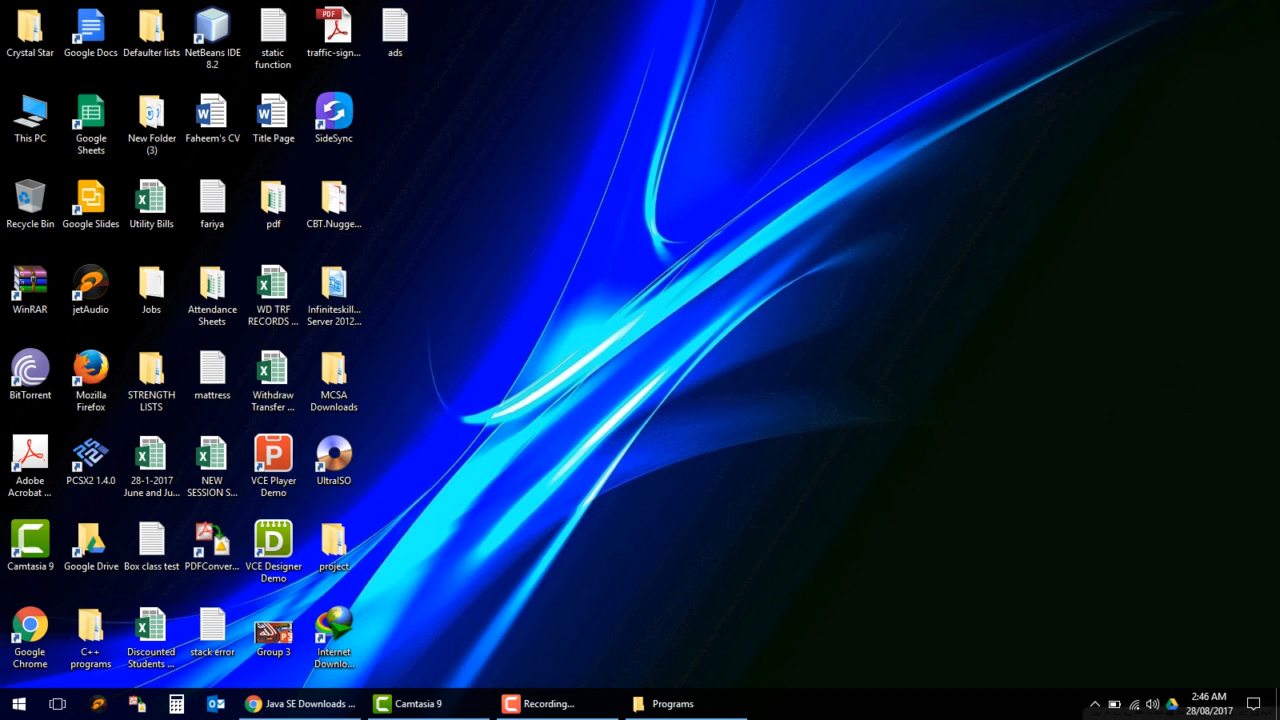 Crystal Star
Google Docs
Defaulter lists
NetBeans IDE
8.2
static
function
PDF
traffic-sign...
ads
This PC
Google
Sheets
New Folder
(3)
Faheem's CV
Title Page
SideSync
Recycle Bin
Google Slides
Utility Bills
fariya
pdf
CBT.Nugge...
WinRAR
jetAudio
Jobs
Attendance
Sheets
WD TRF
RECORDS ...
Infiniteskill...
Server 2012...
BitTorrent
Mozilla
Firefox
STRENGTH
LISTS
mattress
Withdraw
Transfer ...
MCSA
Downloads
Adobe
Acrobat ...
PCSX2 1.4.0
28-1-2017
June and Ju...
NEW
SESSION S...
VCE Player
Demo
UltraISO
Camtasia 9
Google Drive
Box class test
PDFConver...
VCE Designer
Demo
project
Google
Chrome
C++
programs
Discounted
Students ...
stack error
Group 3
Internet
Downlo...
Java SE Downloads ...
Camtasia 9
Recording...
Programs
2:46 AM
28/08/2017